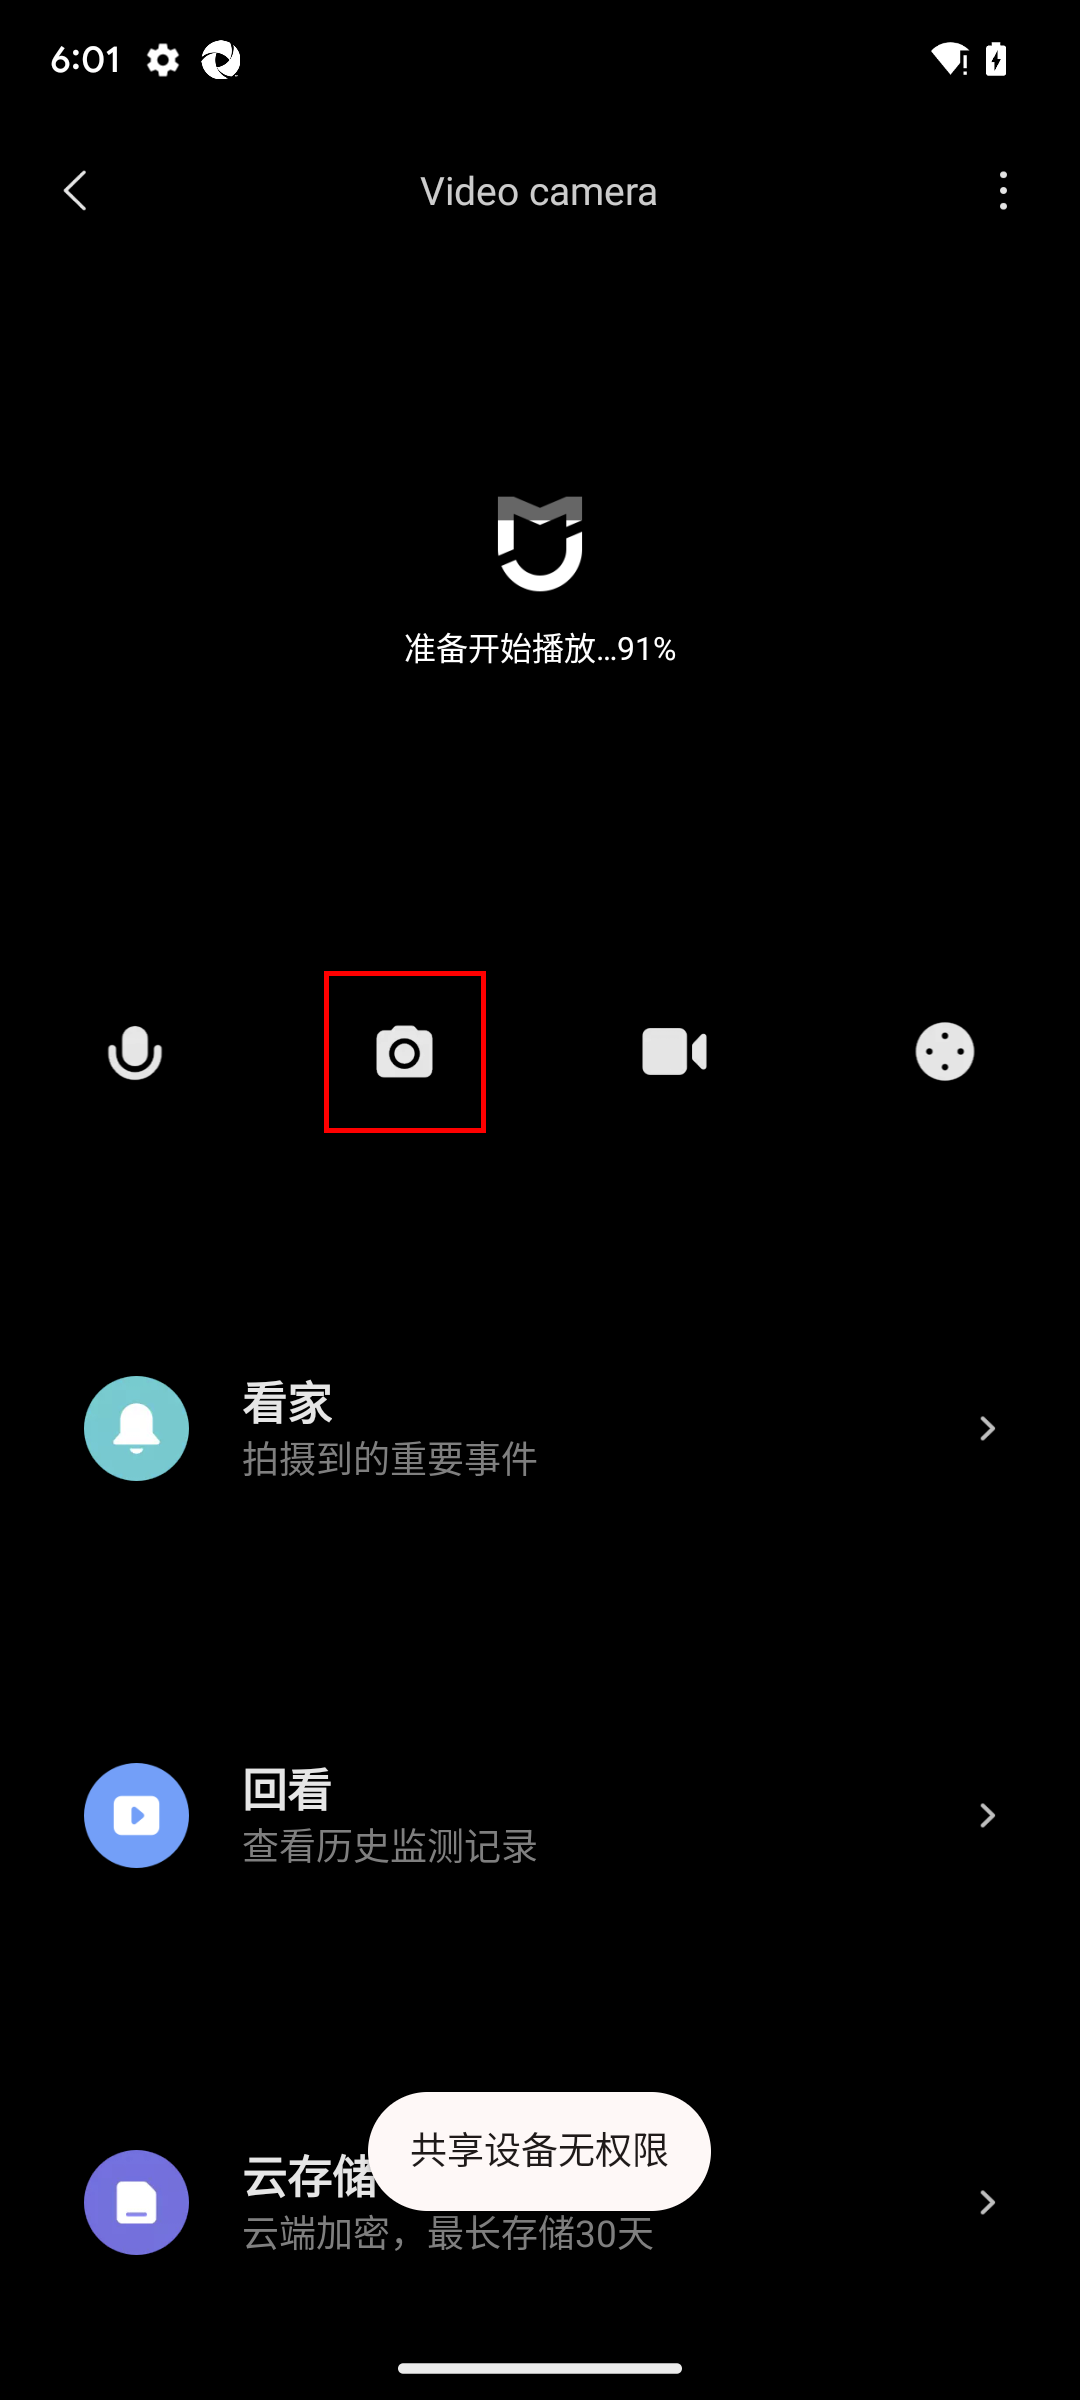 6:01
Video camera
准备开始播放...91%
看家
拍摄到的重要事件
回看
查看历史监测记录
云存储
共享设备无权限
云端加密，最长存储30天